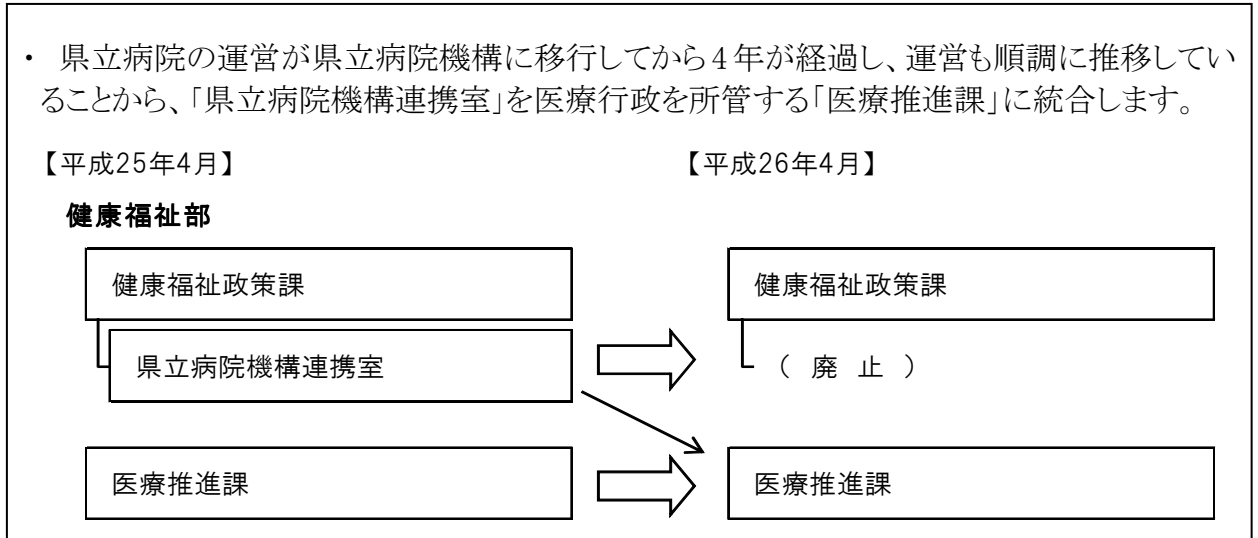 ・ 県立病院の運営が県立病院機構に移行してから4年が経過し、運営も順調に推移してい
ることから、「県立病院機構連携室」を医療行政を所管する「医療推進課」に統合します。
【平成25年4月】 【平成26年4月】
健康福祉部
健康福祉政策課 健康福祉政策課
県立病院機構連携室 （ 廃 止 ）
医療推進課 医療推進課